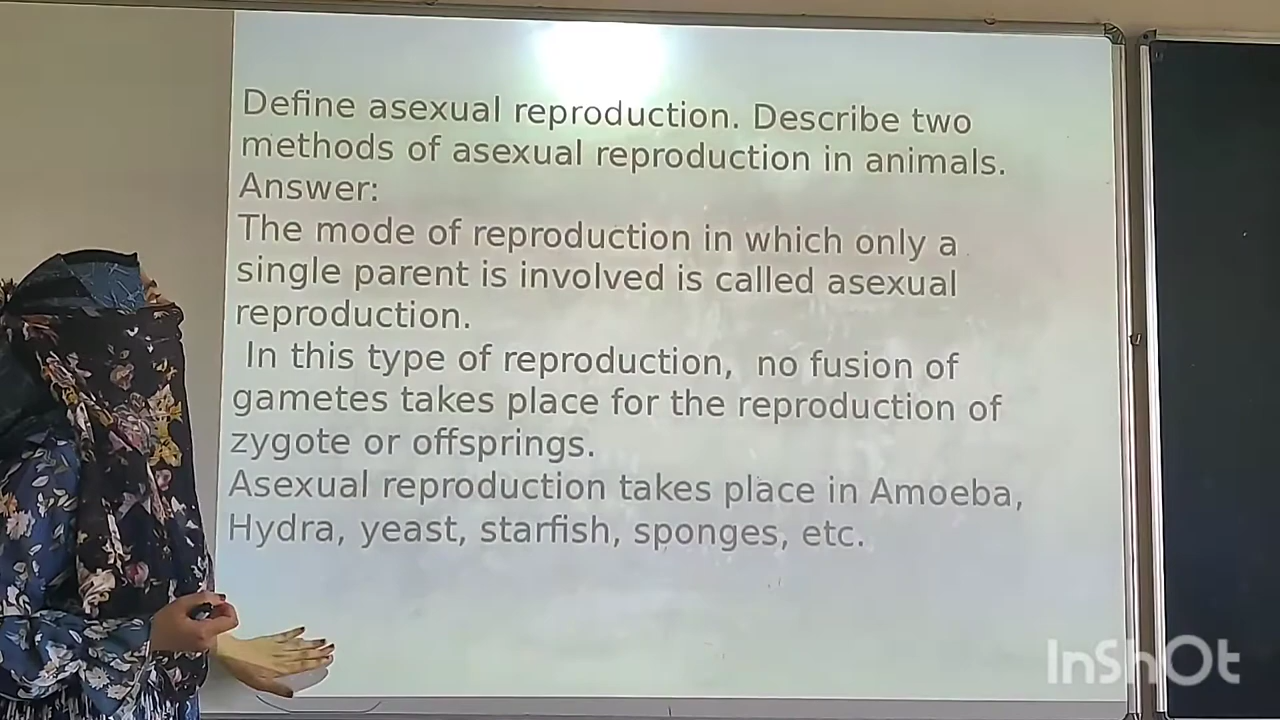 Define asexual reproduction. Describe two
methods of asexual reproduction in animals.
Answer:
The mode of reproduction in which only a
single parent is involved is called asexual
reproduction.
In this type of reproduction, no fusion of
gametes takes place for the reproduction of
zygote or offsprings.
Asexual reproduction takes place in Amoeba,
Hydra, yeast, starfish, sponges, etc.
InShOt